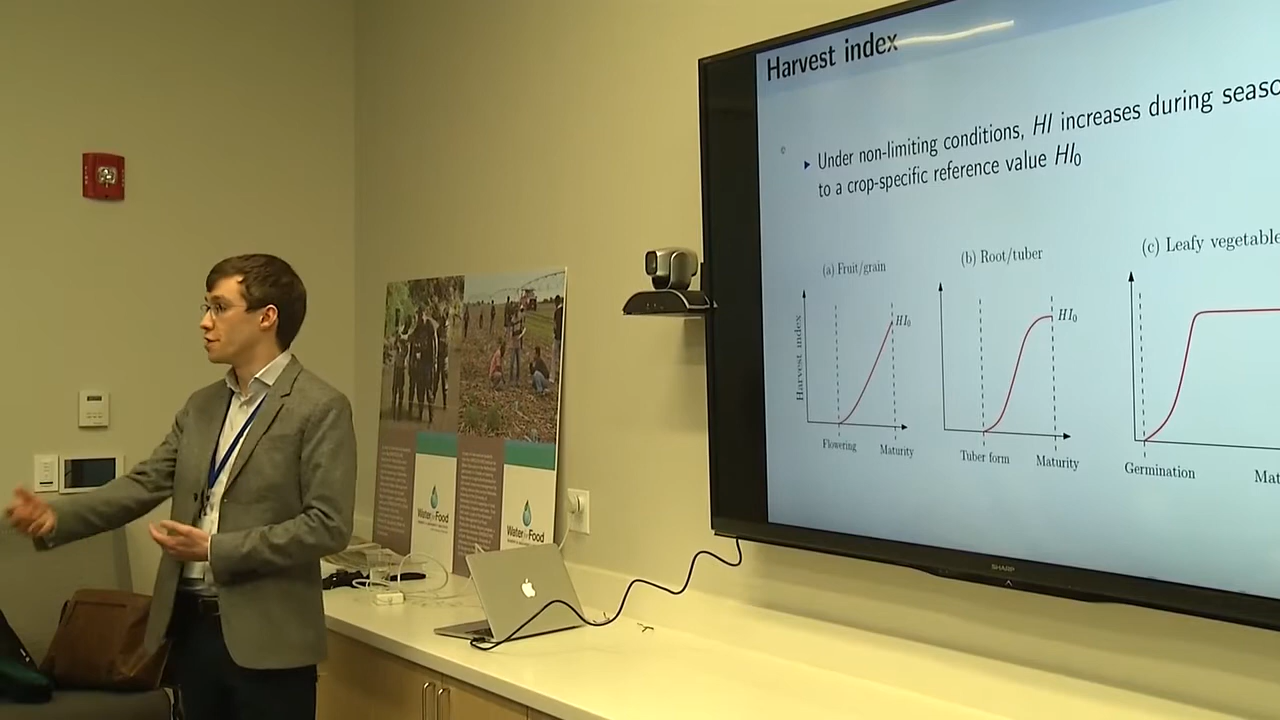 Harvest index
Under non-limiting conditions, HI increases during seaso
to a crop-specific reference value HI₀
(a) Fruit/grain
(b) Root/tuber
(c) Leafy vegetable
Harvest index
HI₀
HI₀
Flowering
Maturity
Tuber form
Maturity
Germination
Mat
SHARP
Water for Food
Water for Food